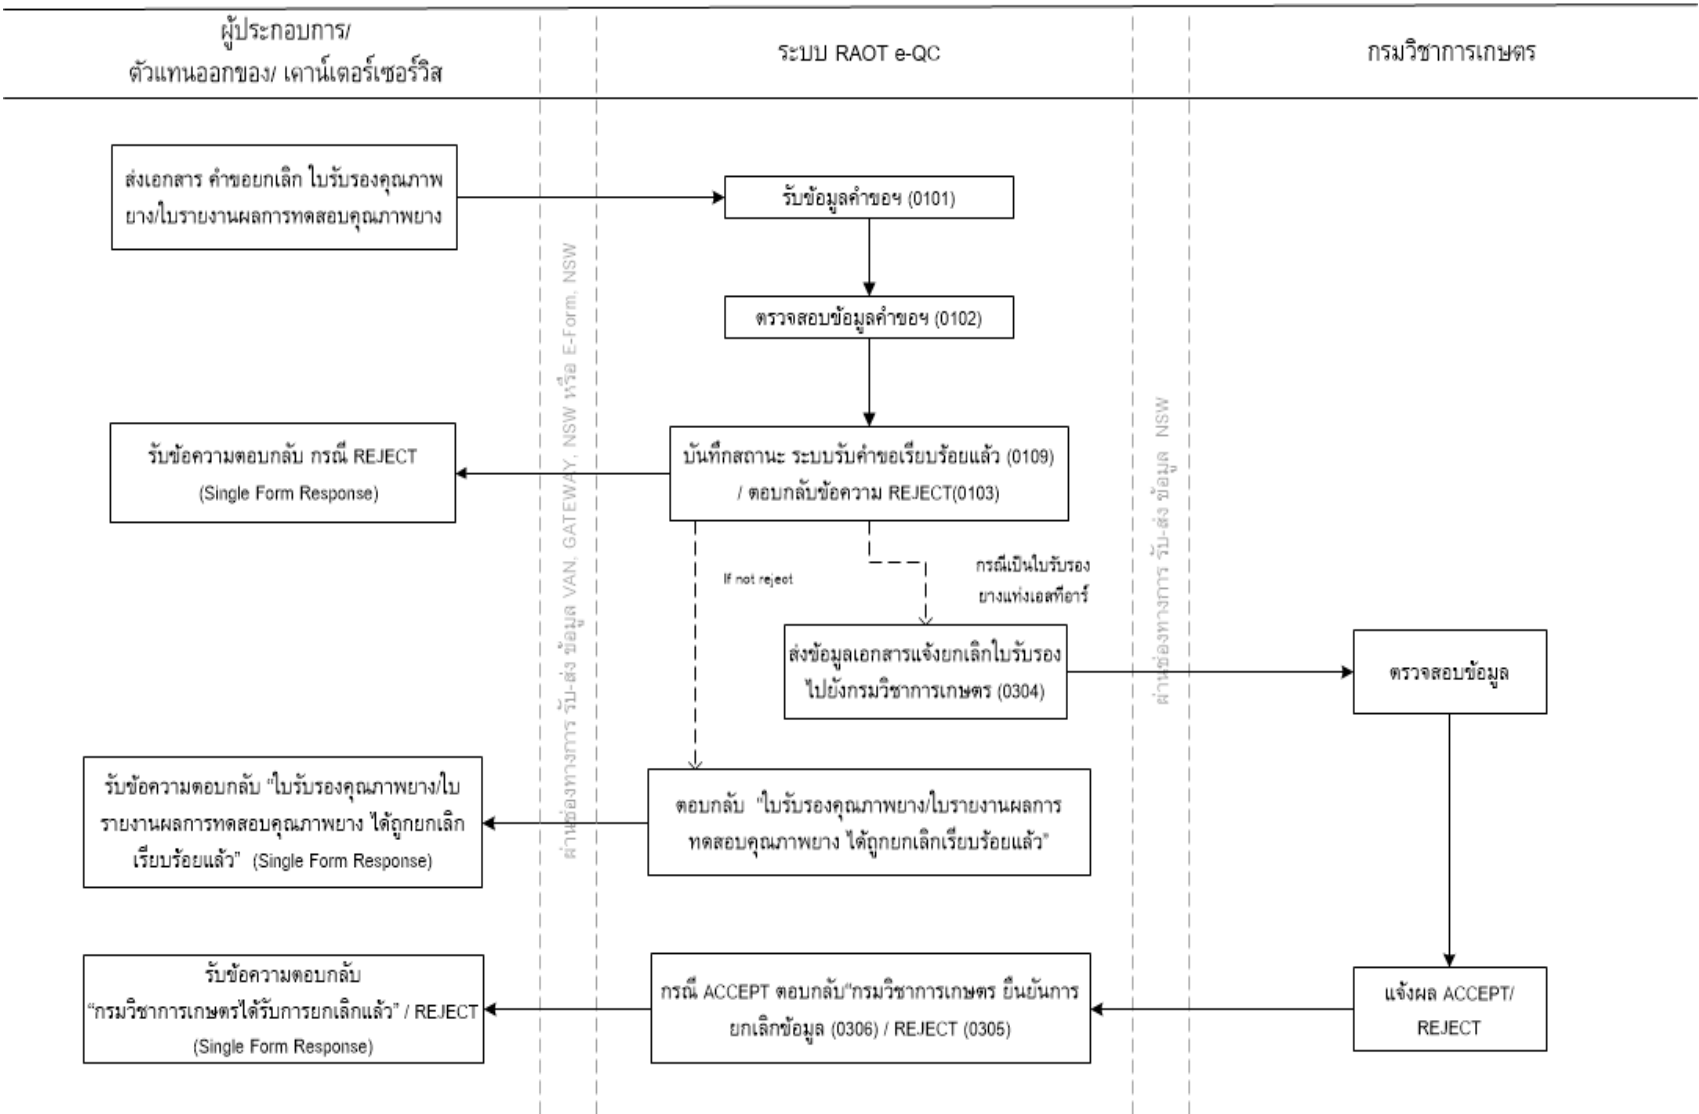 ผู้ประกอบการ/
ตัวแทนออกของ/ เคาน์เตอร์เซอร์วิส
ระบบ RAOT e-QC
กรมวิชาการเกษตร
ส่งเอกสาร คำขอยกเลิก ใบรับรองคุณภาพ
ยาง/ใบรายงานผลการทดสอบคุณภาพยาง
รับข้อมูลคำขอฯ (0101)
ตรวจสอบข้อมูลคำขอฯ (0102)
ผ่านช่องทางการ รับ-ส่ง ข้อมูล VAN, GATEWAY, NSW หรือ E-Form, NSW
ผ่านช่องทางการ รับ-ส่ง ข้อมูล NSW
รับข้อความตอบกลับ กรณี REJECT
(Single Form Response)
บันทึกสถานะ ระบบรับคำขอเรียบร้อยแล้ว (0109)
/ ตอบกลับข้อความ REJECT(0103)
If not reject
กรณีเป็นใบรับรอง
ยางแท่งเอสทีอาร์
ส่งข้อมูลเอกสารแจ้งยกเลิกใบรับรอง
ไปยังกรมวิชาการเกษตร (0304)
ตรวจสอบข้อมูล
รับข้อความตอบกลับ “ใบรับรองคุณภาพยาง/ใบ
รายงานผลการทดสอบคุณภาพยาง ได้ถูกยกเลิก
เรียบร้อยแล้ว” (Single Form Response)
ตอบกลับ “ใบรับรองคุณภาพยาง/ใบรายงานผลการ
ทดสอบคุณภาพยาง ได้ถูกยกเลิกเรียบร้อยแล้ว”
รับข้อความตอบกลับ
“กรมวิชาการเกษตรได้รับการยกเลิกแล้ว” / REJECT
(Single Form Response)
กรณี ACCEPT ตอบกลับ“กรมวิชาการเกษตร ยืนยันการ
ยกเลิกข้อมูล (0306) / REJECT (0305)
แจ้งผล ACCEPT/
REJECT